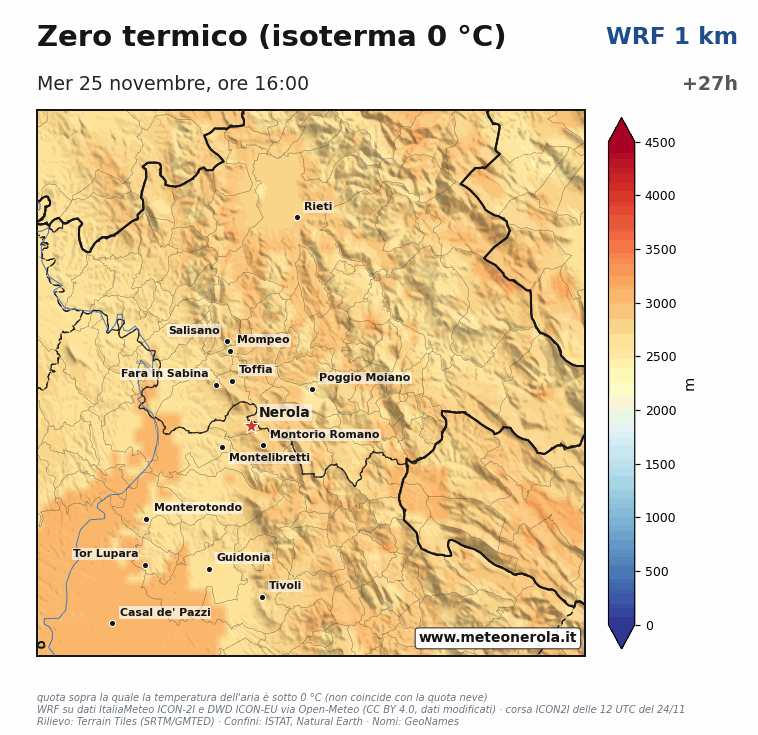 Zero termico (isoterma 0 °C)
WRF 1 km
Mer 25 novembre, ore 16:00
+27h
Rieti
Salisano
Mompeo
Fara in Sabina
Toffia
Poggio Moiano
Nerola
Montorio Romano
Montelibretti
Monterotondo
Tor Lupara
Guidonia
Tivoli
Casal de' Pazzi
www.meteonerola.it
4500
4000
3500
3000
2500
2000
1500
1000
500
0
m
quota sopra la quale la temperatura dell'aria è sotto 0 °C (non coincide con la quota neve)
WRF su dati ItaliaMeteo ICON-2I e DWD ICON-EU via Open-Meteo (CC BY 4.0, dati modificati) · corsa ICON2I delle 12 UTC del 24/11
Rilievo: Terrain Tiles (SRTM/GMTED) · Confini: ISTAT, Natural Earth · Nomi: GeoNames